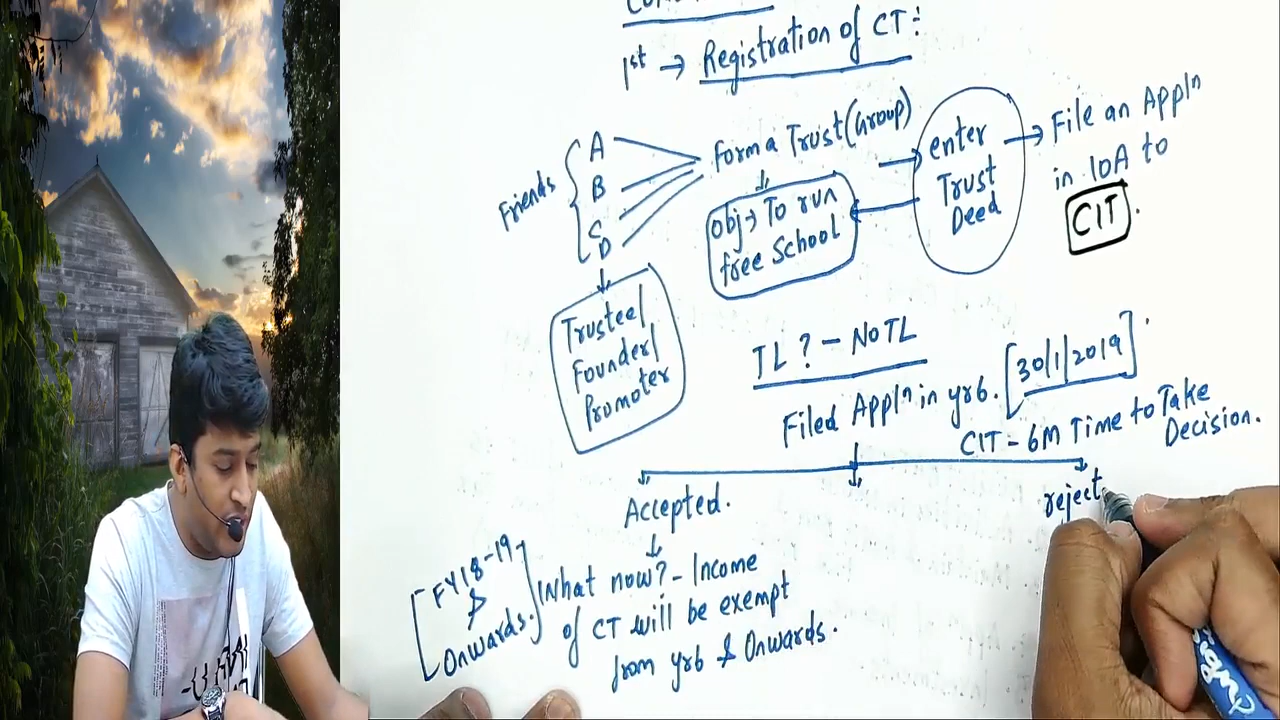 1st → Registration of CT:
Friends
A
B
C
D
form a Trust (Group)
Obj → To run
free School
enter
Trust
Deed
File an Appln
in 10A to
CIT.
Trustee/
Founder/
Promoter
TL ? - No TL
Filed Appln in yr6. [30/1/2019].
CIT - 6M Time to Take
Decision.
Accepted.
reject
[FY18-19
&
Onwards.]
What now? - Income
of CT will be exempt
from yr6 & Onwards.